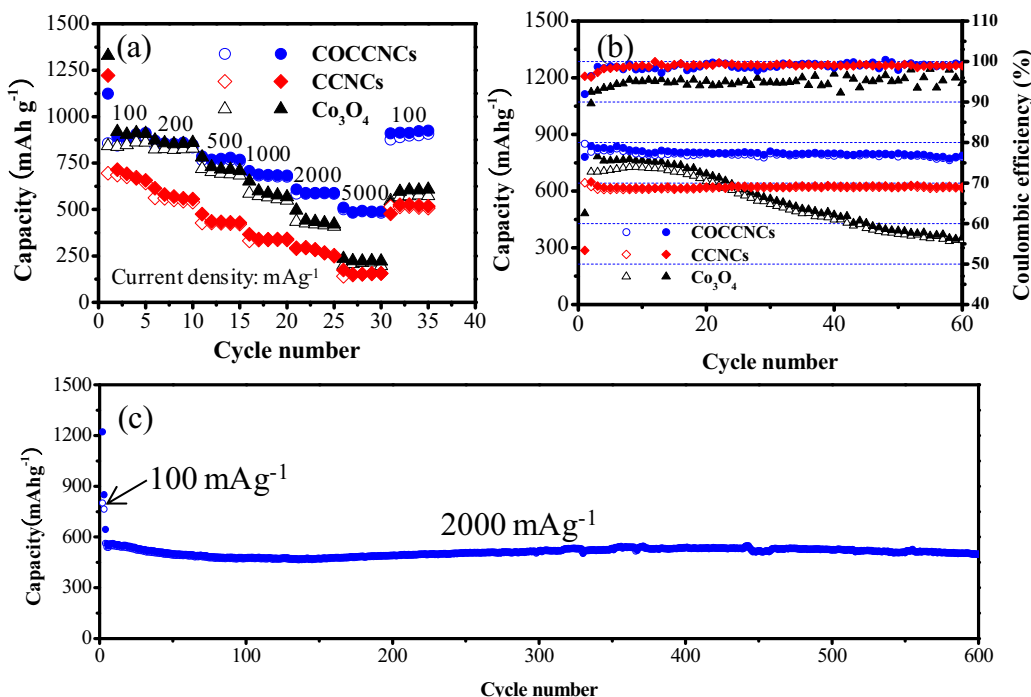 (a)
COCCNCs
CCNCs
Co₃O₄
100
200
500
1000
2000
5000
100
Current density: mAg⁻¹
Capacity (mAh g⁻¹)
1500
1250
1000
750
500
250
0
0 5 10 15 20 25 30 35 40
Cycle number
(b)
COCCNCs
CCNCs
Co₃O₄
Capacity (mAhg⁻¹)
1500
1200
900
600
300
0
0 20 40 60
Cycle number
110
100
90
80
70
60
50
40
Coulombic efficiency (%)
(c)
100 mAg⁻¹
2000 mAg⁻¹
Capacity(mAhg⁻¹)
1500
1200
900
600
300
0
0 100 200 300 400 500 600
Cycle number